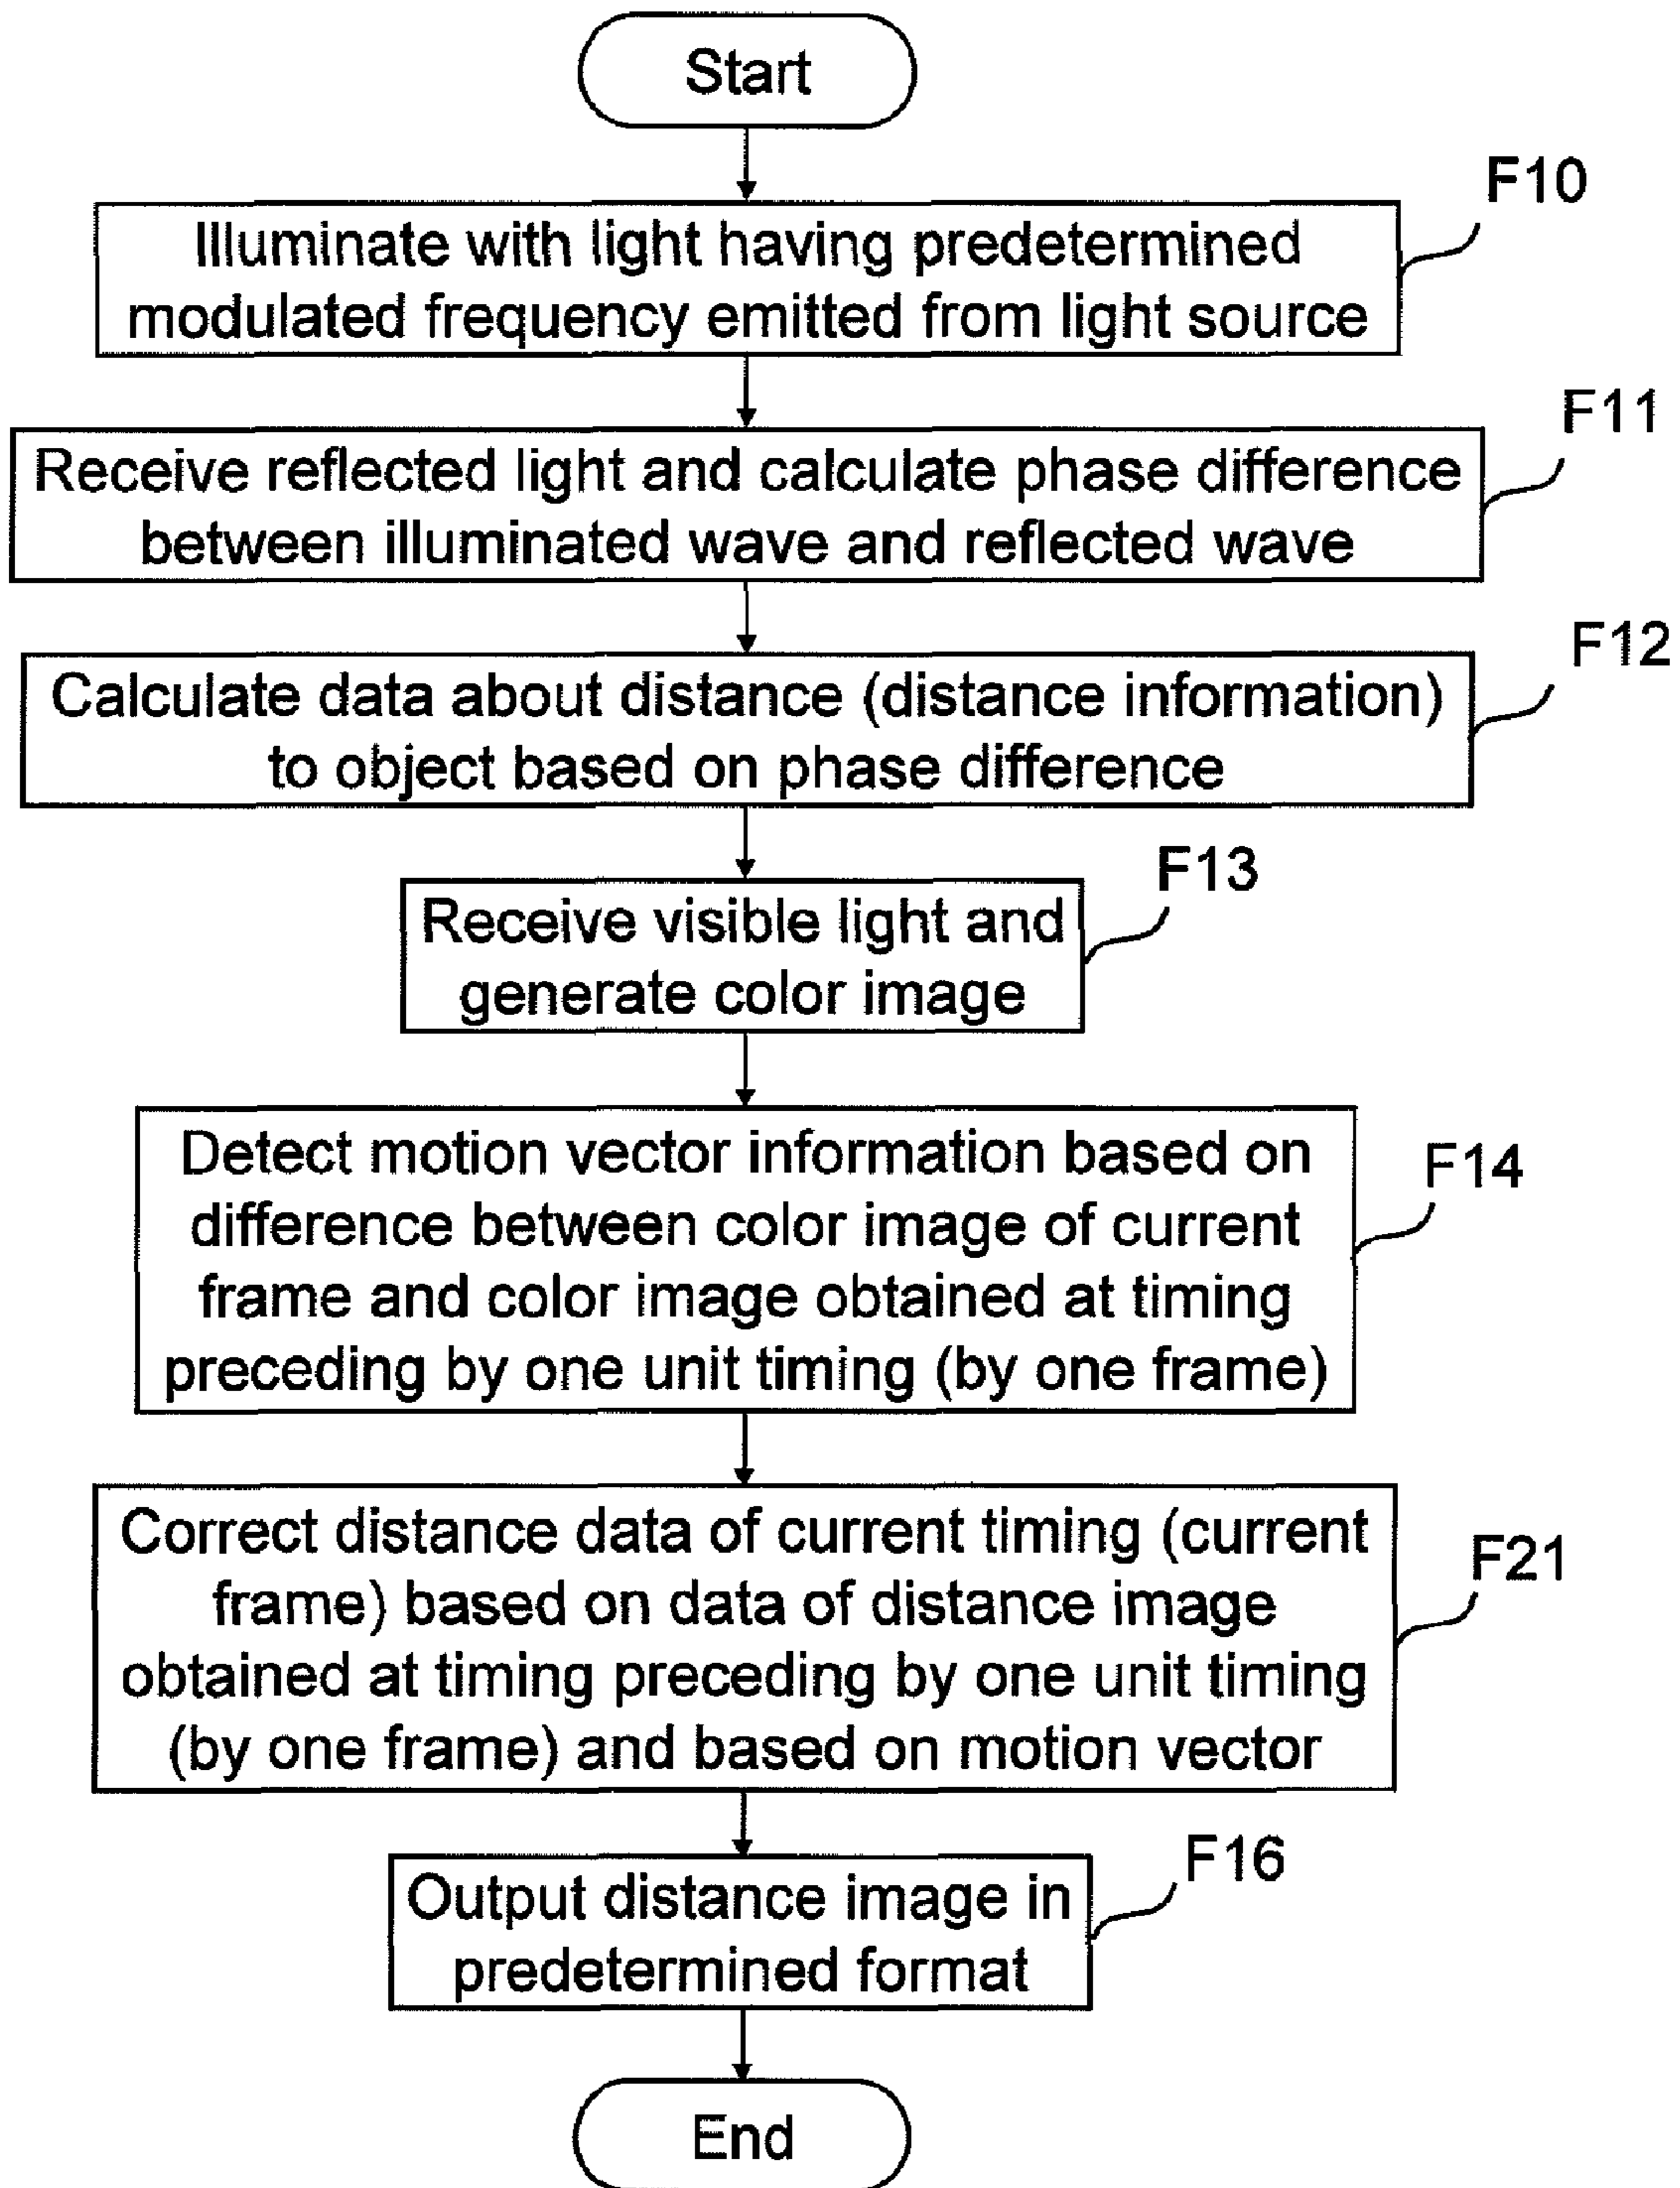 Start
F10
Illuminate with light having predetermined
modulated frequency emitted from light source
F11
Receive reflected light and calculate phase difference
between illuminated wave and reflected wave
F12
Calculate data about distance (distance information)
to object based on phase difference
F13
Receive visible light and
generate color image
F14
Detect motion vector information based on
difference between color image of current
frame and color image obtained at timing
preceding by one unit timing (by one frame)
F21
Correct distance data of current timing (current
frame) based on data of distance image
obtained at timing preceding by one unit timing
(by one frame) and based on motion vector
F16
Output distance image in
predetermined format
End